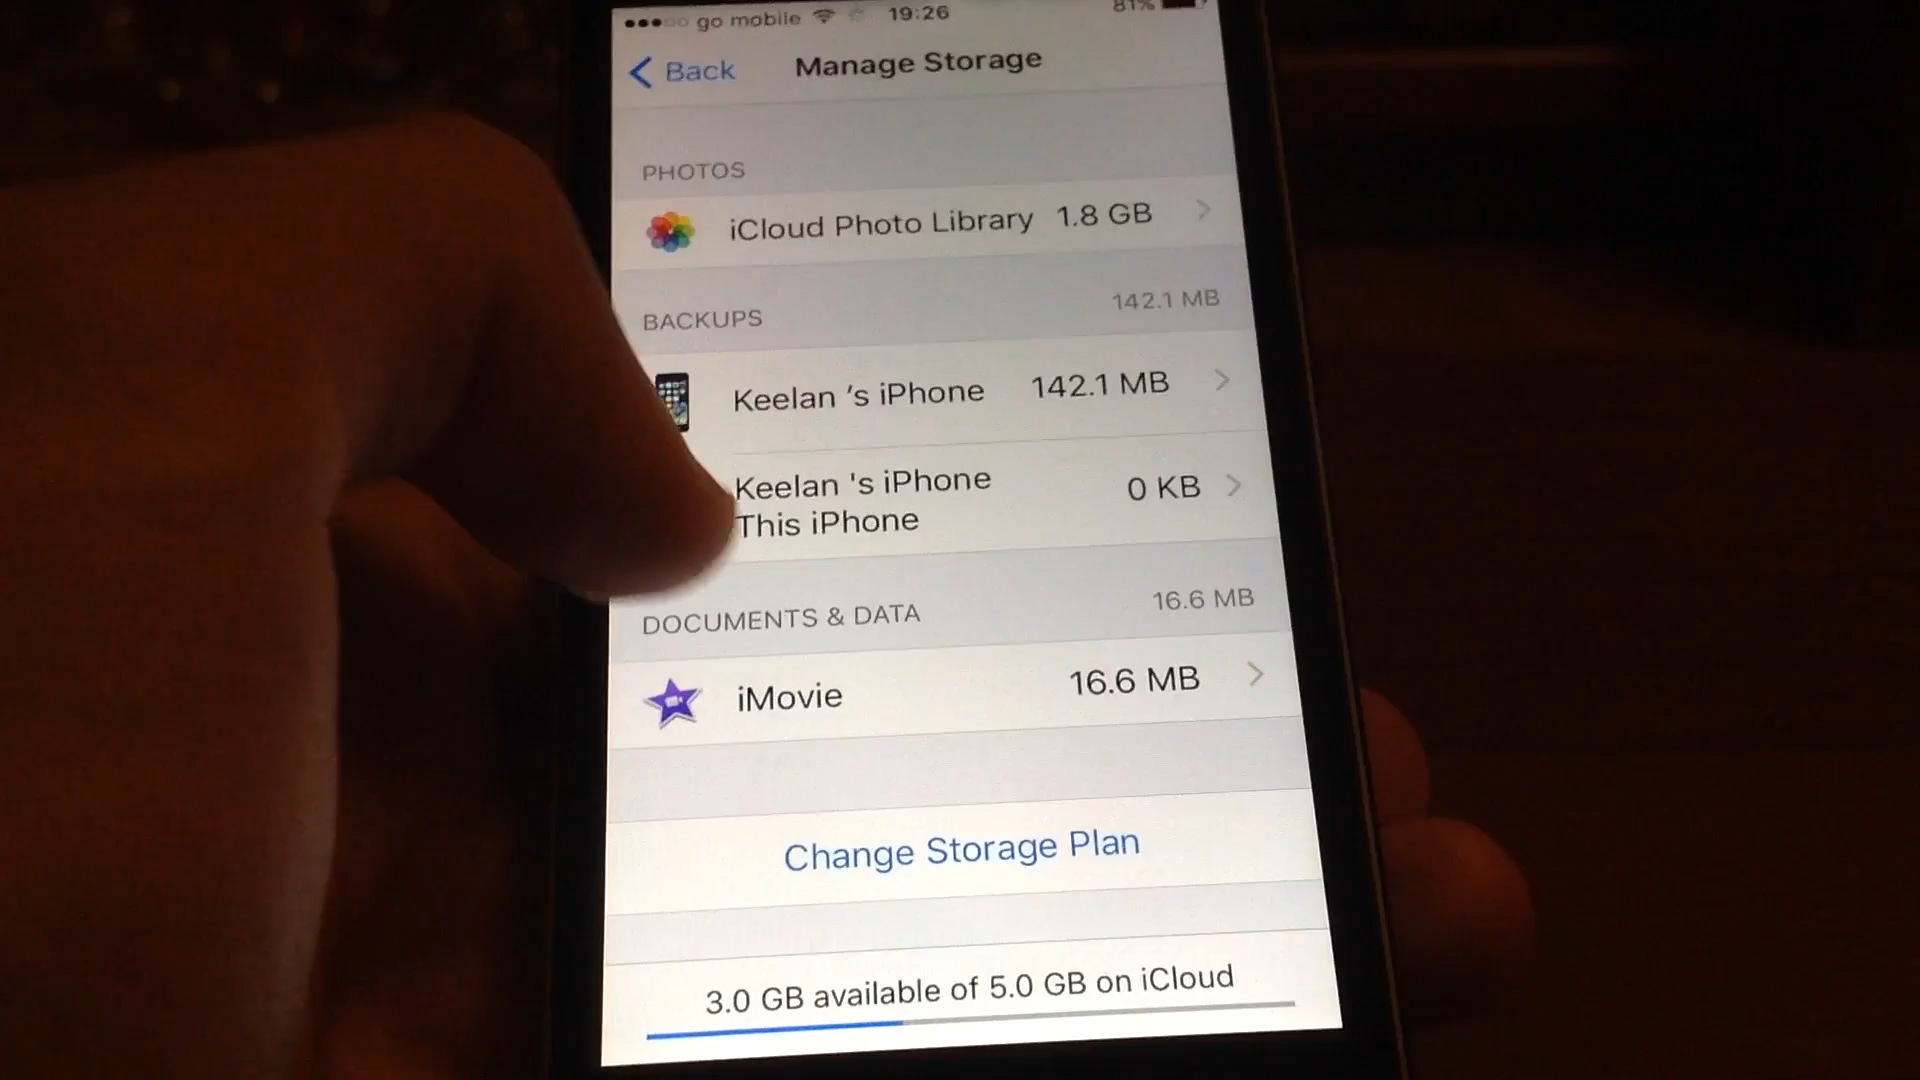 go mobile 19:26 81%
Back Manage Storage
PHOTOS
iCloud Photo Library 1.8 GB
BACKUPS 142.1 MB
Keelan 's iPhone 142.1 MB
Keelan 's iPhone
This iPhone 0 KB
DOCUMENTS & DATA 16.6 MB
iMovie 16.6 MB
Change Storage Plan
3.0 GB available of 5.0 GB on iCloud